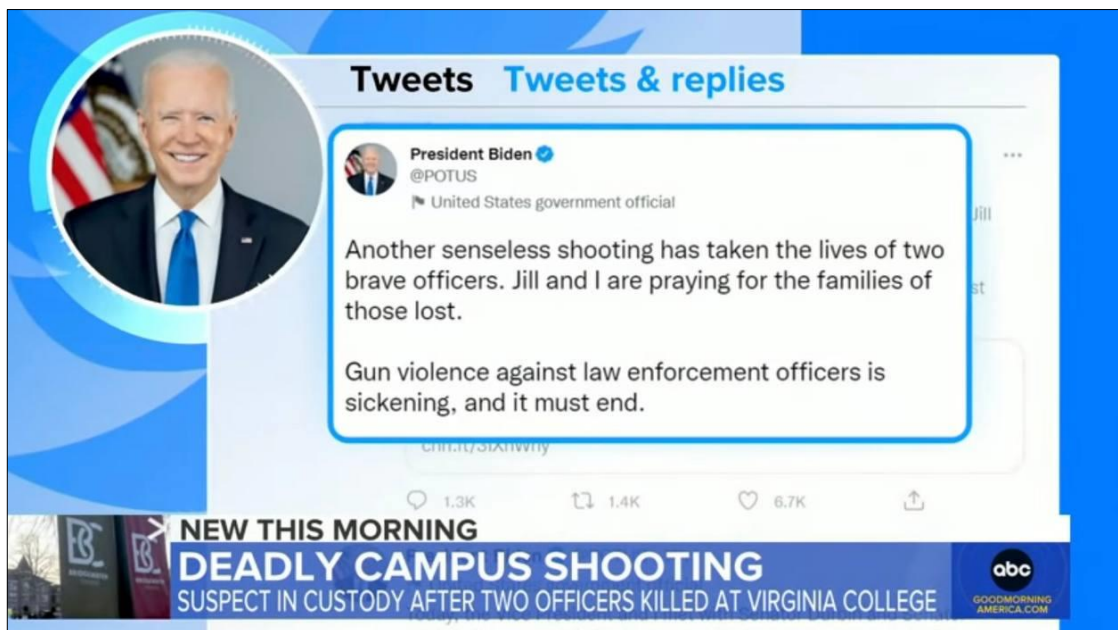 Tweets Tweets & replies
President Biden
@POTUS
United States government official
Jill
Another senseless shooting has taken the lives of two
brave officers. Jill and I are praying for the families of
st
those lost.
Gun violence against law enforcement officers is
sickening, and it must end.
1.3K 1.4K 6.7K
NEW THIS MORNING
DEADLY CAMPUS SHOOTING
SUSPECT IN CUSTODY AFTER TWO OFFICERS KILLED AT VIRGINIA COLLEGE
abc
GOODMORNING
AMERICA.COM